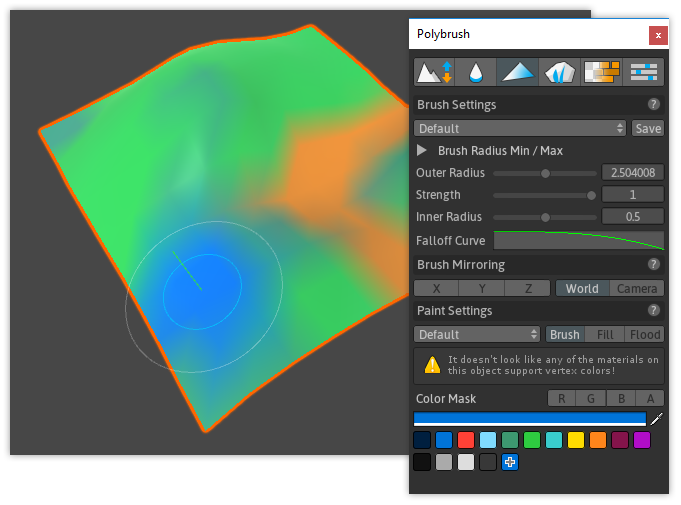 Polybrush
x
Brush Settings
?
Default
Save
Brush Radius Min / Max
Outer Radius
2.504008
Strength
1
Inner Radius
0.5
Falloff Curve
Brush Mirroring
?
X Y Z World Camera
Paint Settings
?
Default Brush Fill Flood
It doesn't look like any of the materials on
this object support vertex colors!
Color Mask R G B A